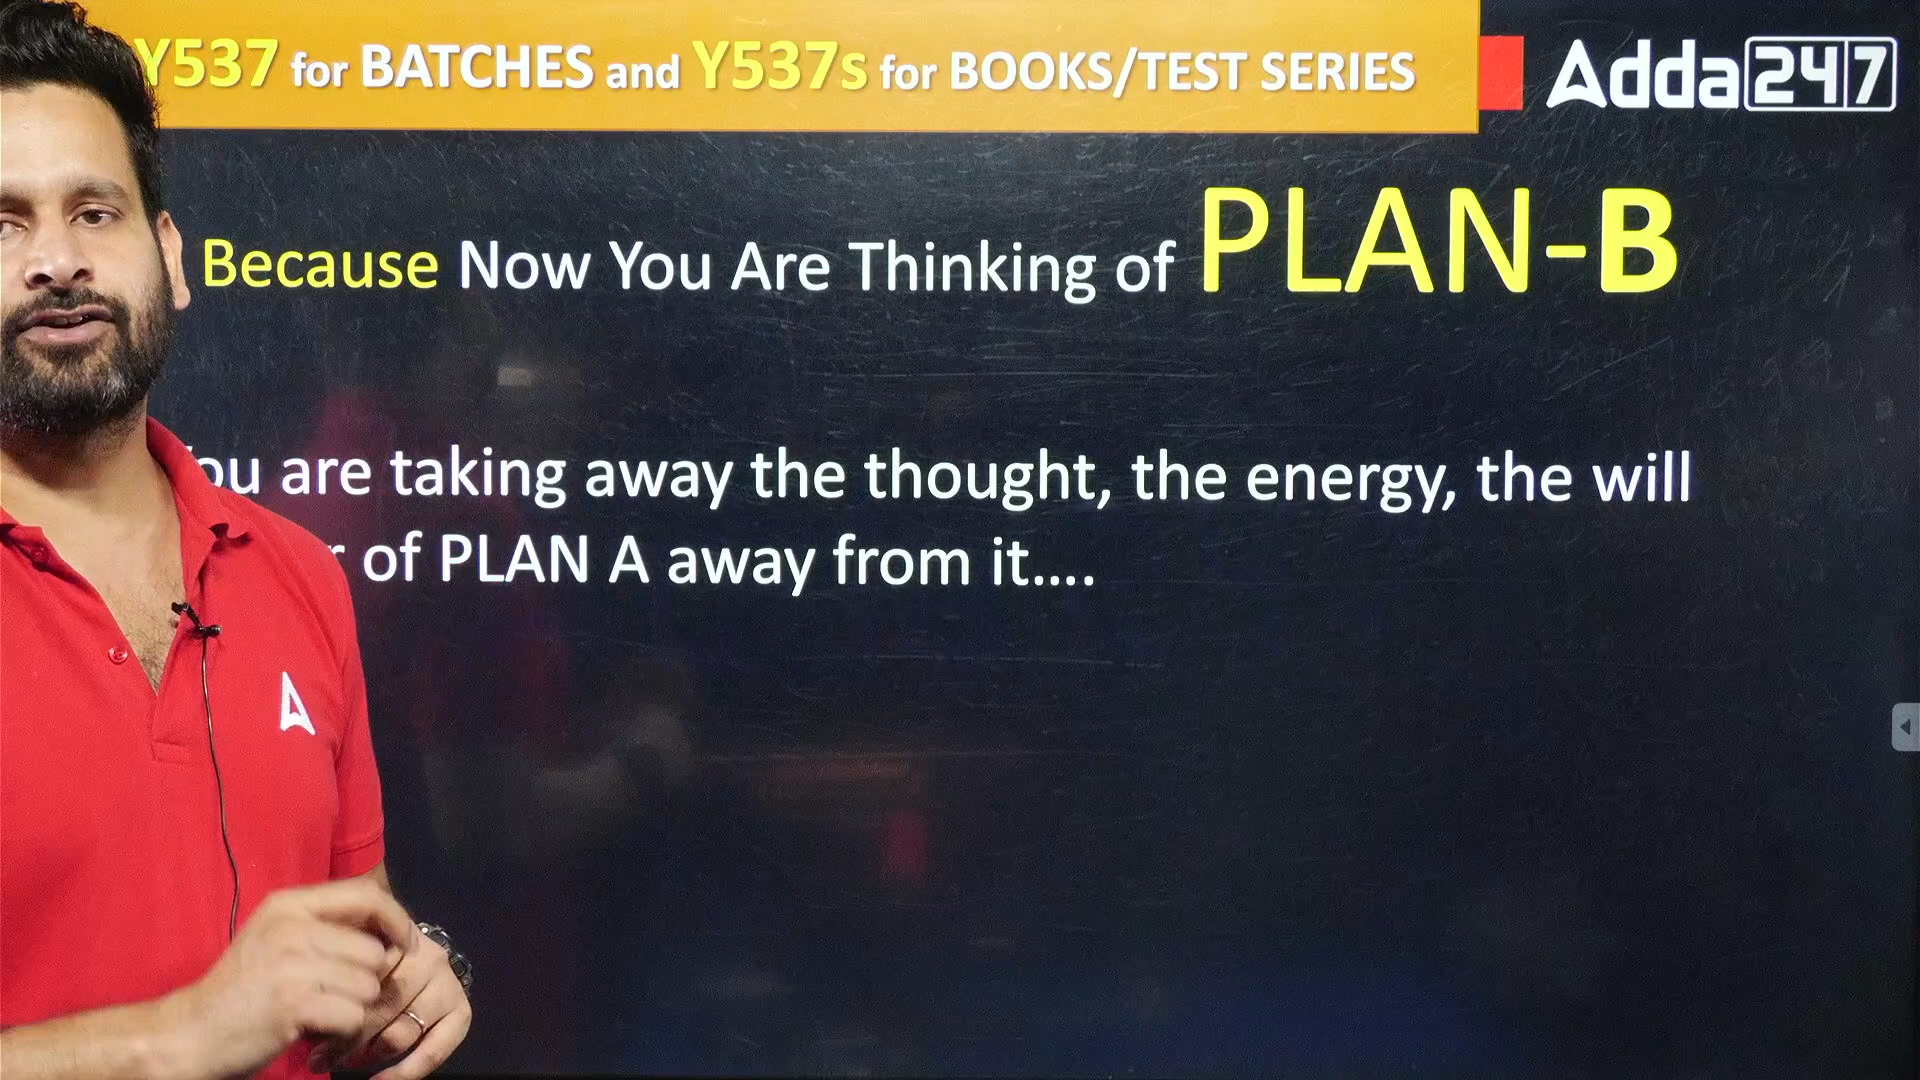 Y537 for BATCHES and Y537s for BOOKS/TEST SERIES
Adda247
Because Now You Are Thinking of PLAN-B
You are taking away the thought, the energy, the will
of PLAN A away from it....